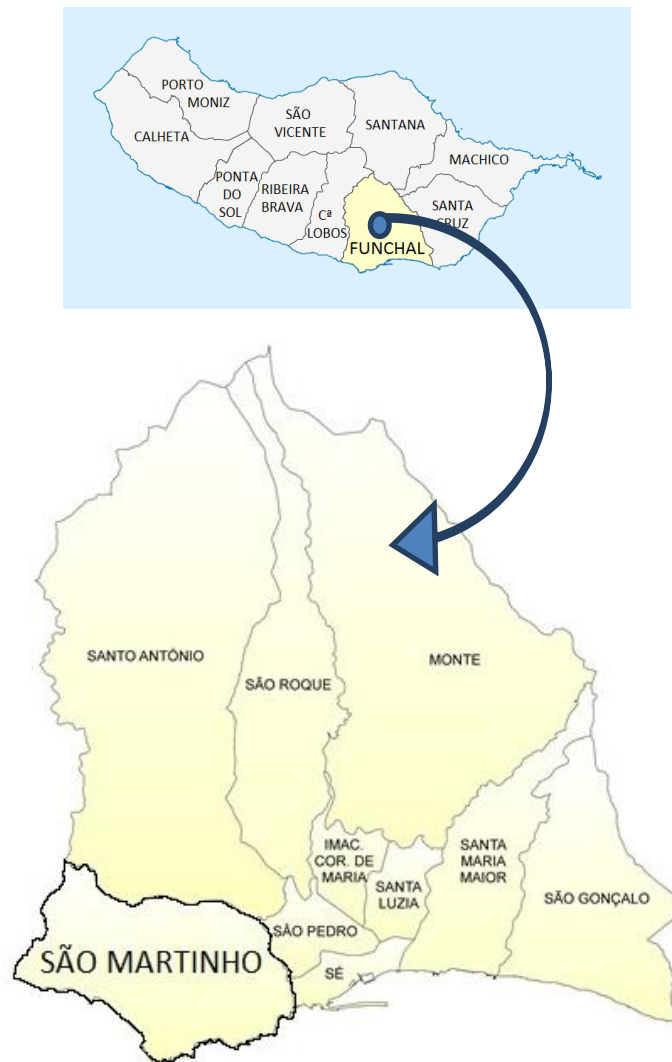 PORTO
MONIZ
SÃO
VICENTE
SANTANA
CALHETA
MACHICO
PONTA
DO
SOL
RIBEIRA
BRAVA
Cª
LOBOS
SANTA
CRUZ
FUNCHAL
SANTO ANTÓNIO
SÃO ROQUE
MONTE
IMAC.
COR. DE
MARIA
SANTA
LUZIA
SANTA
MARIA
MAIOR
SÃO GONÇALO
SÃO PEDRO
SÃO MARTINHO
SÉ